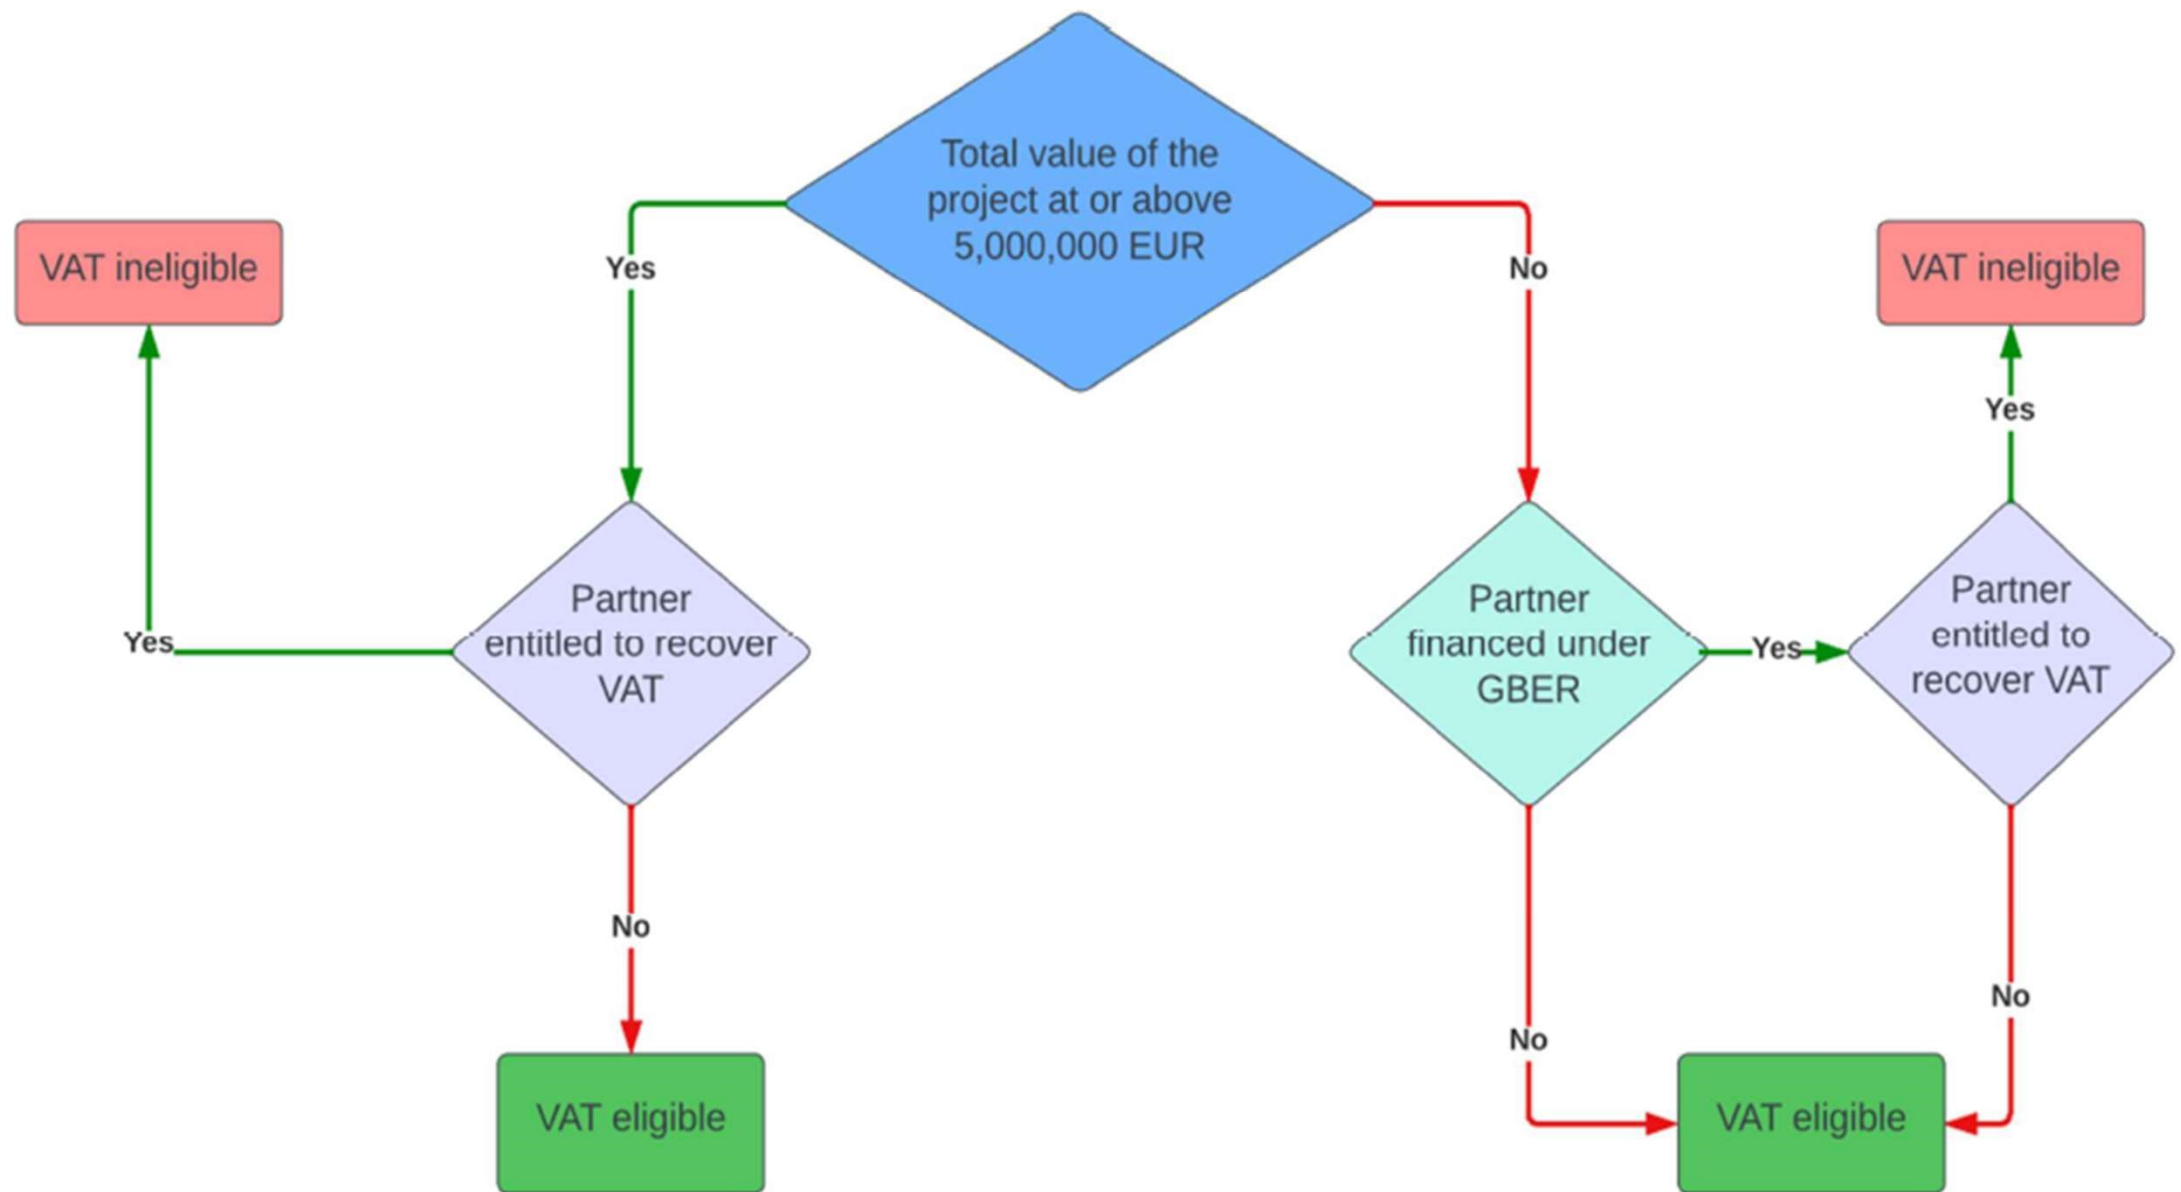 Total value of the
project at or above
5,000,000 EUR
Yes
No
VAT ineligible
VAT ineligible
Yes
Partner
entitled to recover
VAT
Yes
Partner
financed under
GBER
Yes
Partner
entitled to
recover VAT
No
No
No
VAT eligible
VAT eligible